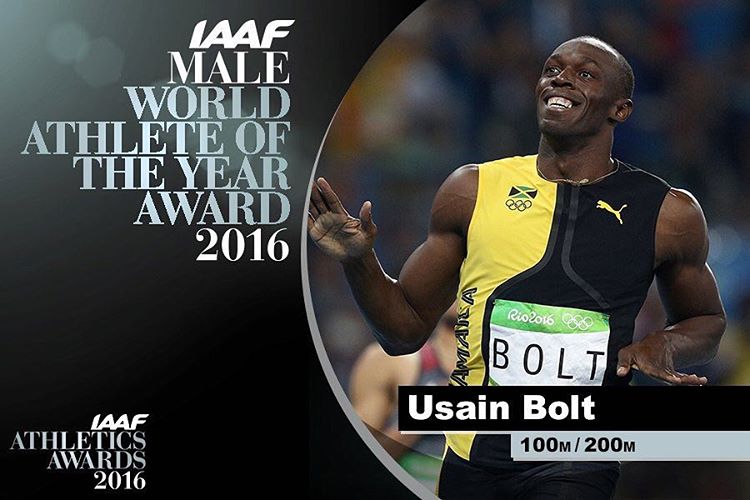 IAAF
MALE
WORLD
ATHLETE OF
THE YEAR
AWARD
2016
Rio2016
JAMAICA
BOLT
Usain Bolt
100M / 200M
IAAF
ATHLETICS
AWARDS
2016